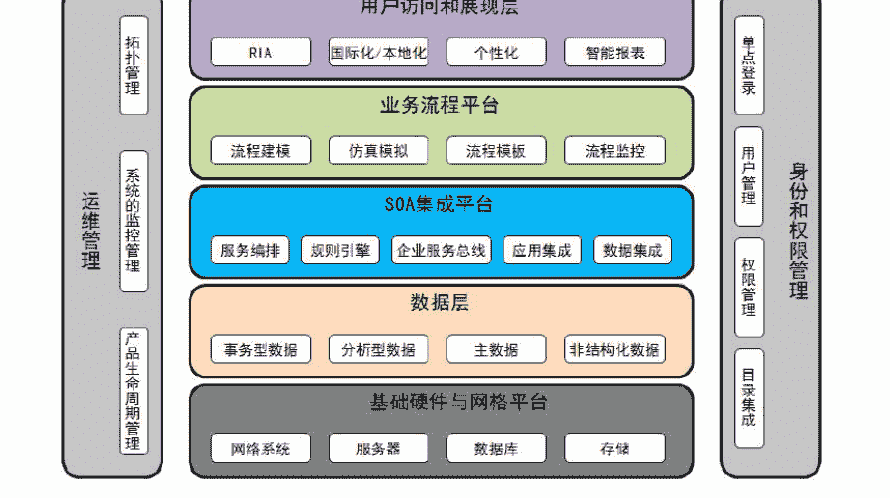 用户访问和展现层
RIA
国际化/本地化
个性化
智能报表
业务流程平台
流程建模
仿真模拟
流程模板
流程监控
SOA集成平台
服务编排
规则引擎
企业服务总线
应用集成
数据集成
数据层
事务型数据
分析型数据
主数据
非结构化数据
基础硬件与网格平台
网络系统
服务器
数据库
存储
运维管理
拓扑管理
系统的监控管理
产品生命周期管理
单点登录
用户管理
权限管理
目录集成
身份和权限管理